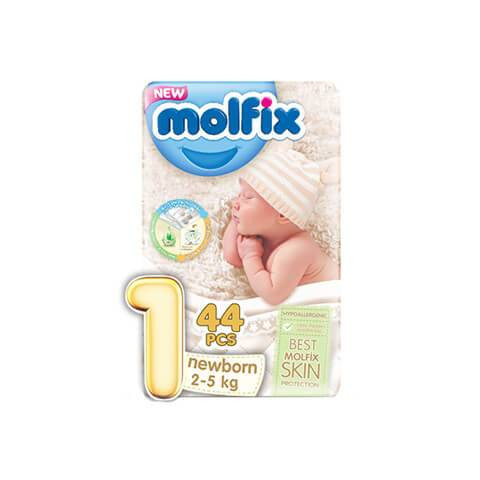 NEW
molfix
44
PCS
1
newborn
2-5 kg
HYPOALLERGENIC
BEST
MOLFIX
SKIN
PROTECTION